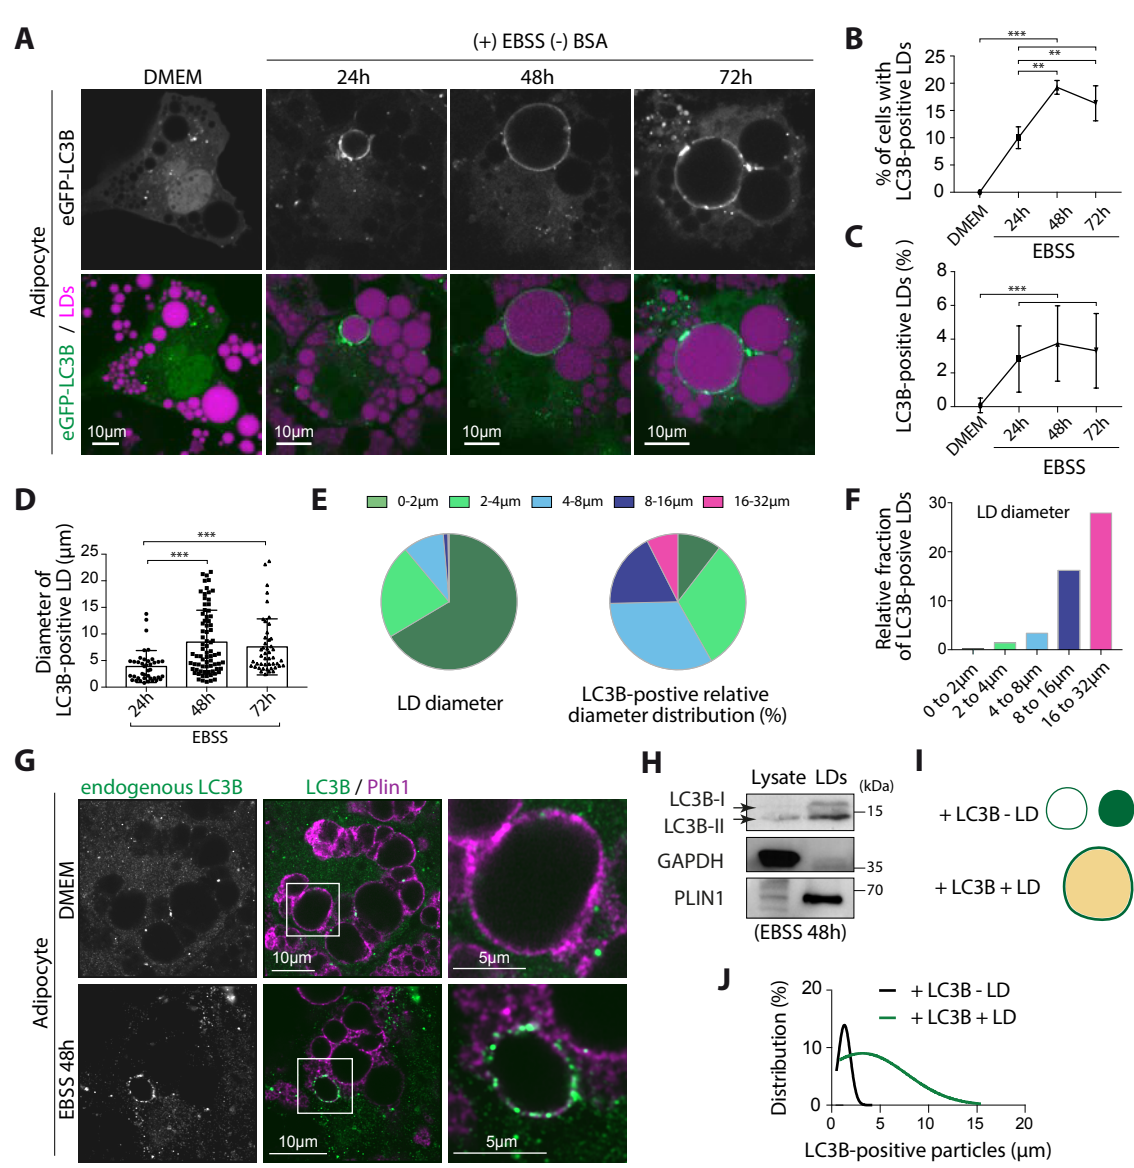 A
(+) EBSS (-) BSA
DMEM
24h
48h
72h
Adipocyte
eGFP-LC3B
eGFP-LC3B / LDs
10µm
10µm
10µm
10µm
B
% of cells with
LC3B-positive LDs
25
20
15
10
5
0
***
**
**
DMEM
24h
48h
72h
EBSS
C
LC3B-positive LDs (%)
8
6
4
2
0
***
DMEM
24h
48h
72h
EBSS
D
Diameter of
LC3B-positive LD (µm)
25
20
15
10
5
0
***
***
24h
48h
72h
EBSS
E
0-2µm
2-4µm
4-8µm
8-16µm
16-32µm
LD diameter
LC3B-postive relative
diameter distribution (%)
F
Relative fraction
of LC3B-posive LDs
30
20
10
0
LD diameter
0 to 2µm
2 to 4µm
4 to 8µm
8 to 16µm
16 to 32µm
G
endogenous LC3B
LC3B / Plin1
Adipocyte
DMEM
10µm
5µm
EBSS 48h
10µm
5µm
H
Lysate LDs
(kDa)
LC3B-I
LC3B-II
15
GAPDH
35
PLIN1
70
(EBSS 48h)
I
+ LC3B - LD
+ LC3B + LD
J
Distribution (%)
20
10
0
+ LC3B - LD
+ LC3B + LD
0
5
10
15
20
LC3B-positive particles (µm)